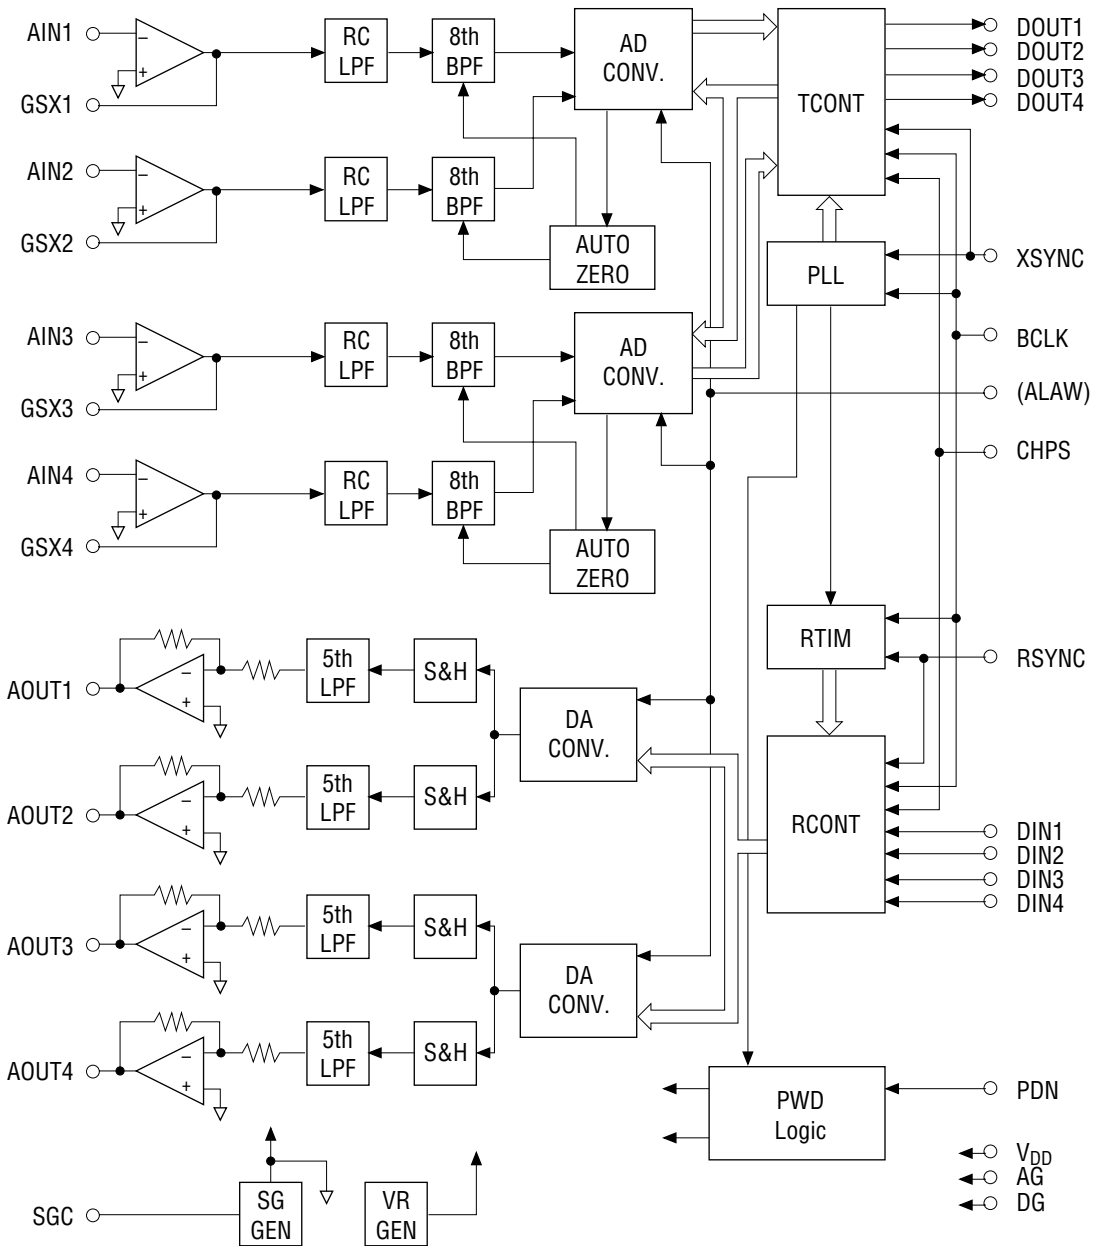 AIN1
GSX1
RC
LPF
8th
BPF
AD
CONV.
TCONT
DOUT1
DOUT2
DOUT3
DOUT4
AIN2
GSX2
RC
LPF
8th
BPF
AUTO
ZERO
PLL
XSYNC
BCLK
(ALAW)
CHPS
AIN3
GSX3
RC
LPF
8th
BPF
AD
CONV.
AIN4
GSX4
RC
LPF
8th
BPF
AUTO
ZERO
RTIM
RSYNC
AOUT1
5th
LPF
S&H
DA
CONV.
AOUT2
5th
LPF
S&H
RCONT
DIN1
DIN2
DIN3
DIN4
AOUT3
5th
LPF
S&H
DA
CONV.
AOUT4
5th
LPF
S&H
PWD
Logic
PDN
VDD
AG
DG
SGC
SG
GEN
VR
GEN